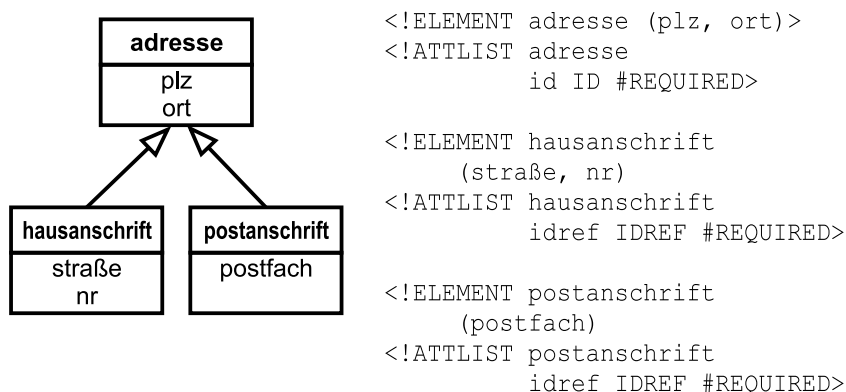 adresse
plz
ort
hausanschrift
straße
nr
postanschrift
postfach
<!ELEMENT adresse (plz, ort)>
<!ATTLIST adresse
id ID #REQUIRED>
<!ELEMENT hausanschrift
(straße, nr)
<!ATTLIST hausanschrift
idref IDREF #REQUIRED>
<!ELEMENT postanschrift
(postfach)
<!ATTLIST postanschrift
idref IDREF #REQUIRED>